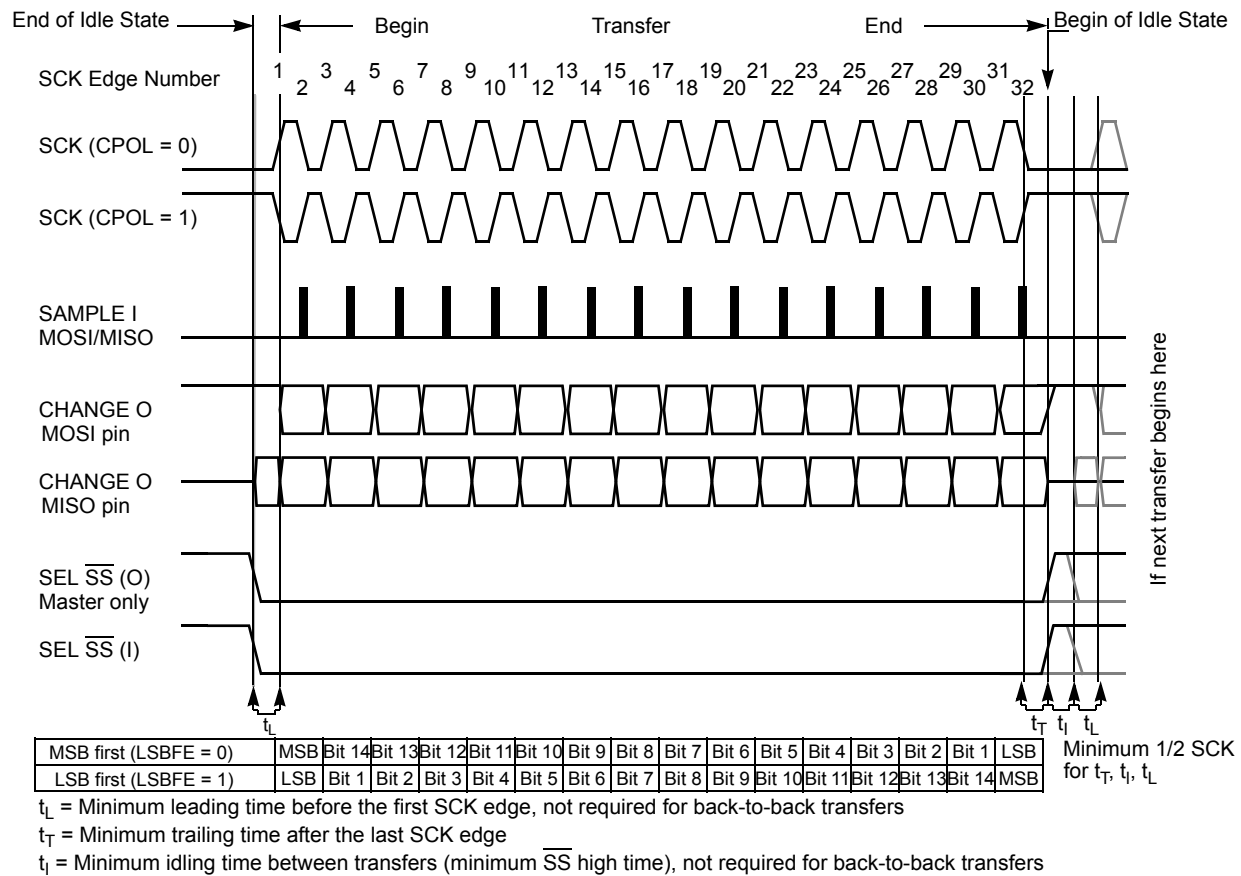 End of Idle State Begin Transfer End Begin of Idle State
SCK Edge Number
1 3 5 7 9 11 13 15 17 19 21 23 25 27 29 31
2 4 6 8 10 12 14 16 18 20 22 24 26 28 30 32
SCK (CPOL = 0)
SCK (CPOL = 1)
SAMPLE I
MOSI/MISO
CHANGE O
MOSI pin
CHANGE O
MISO pin
SEL SS (O)
Master only
SEL SS (I)
If next transfer begins here
tL tT tI tL
MSB first (LSBFE = 0) MSB Bit 14 Bit 13 Bit 12 Bit 11 Bit 10 Bit 9 Bit 8 Bit 7 Bit 6 Bit 5 Bit 4 Bit 3 Bit 2 Bit 1 LSB
LSB first (LSBFE = 1) LSB Bit 1 Bit 2 Bit 3 Bit 4 Bit 5 Bit 6 Bit 7 Bit 8 Bit 9 Bit 10 Bit 11 Bit 12 Bit 13 Bit 14 MSB
Minimum 1/2 SCK
for tT, tI, tL
tL = Minimum leading time before the first SCK edge, not required for back-to-back transfers
tT = Minimum trailing time after the last SCK edge
tI = Minimum idling time between transfers (minimum SS high time), not required for back-to-back transfers